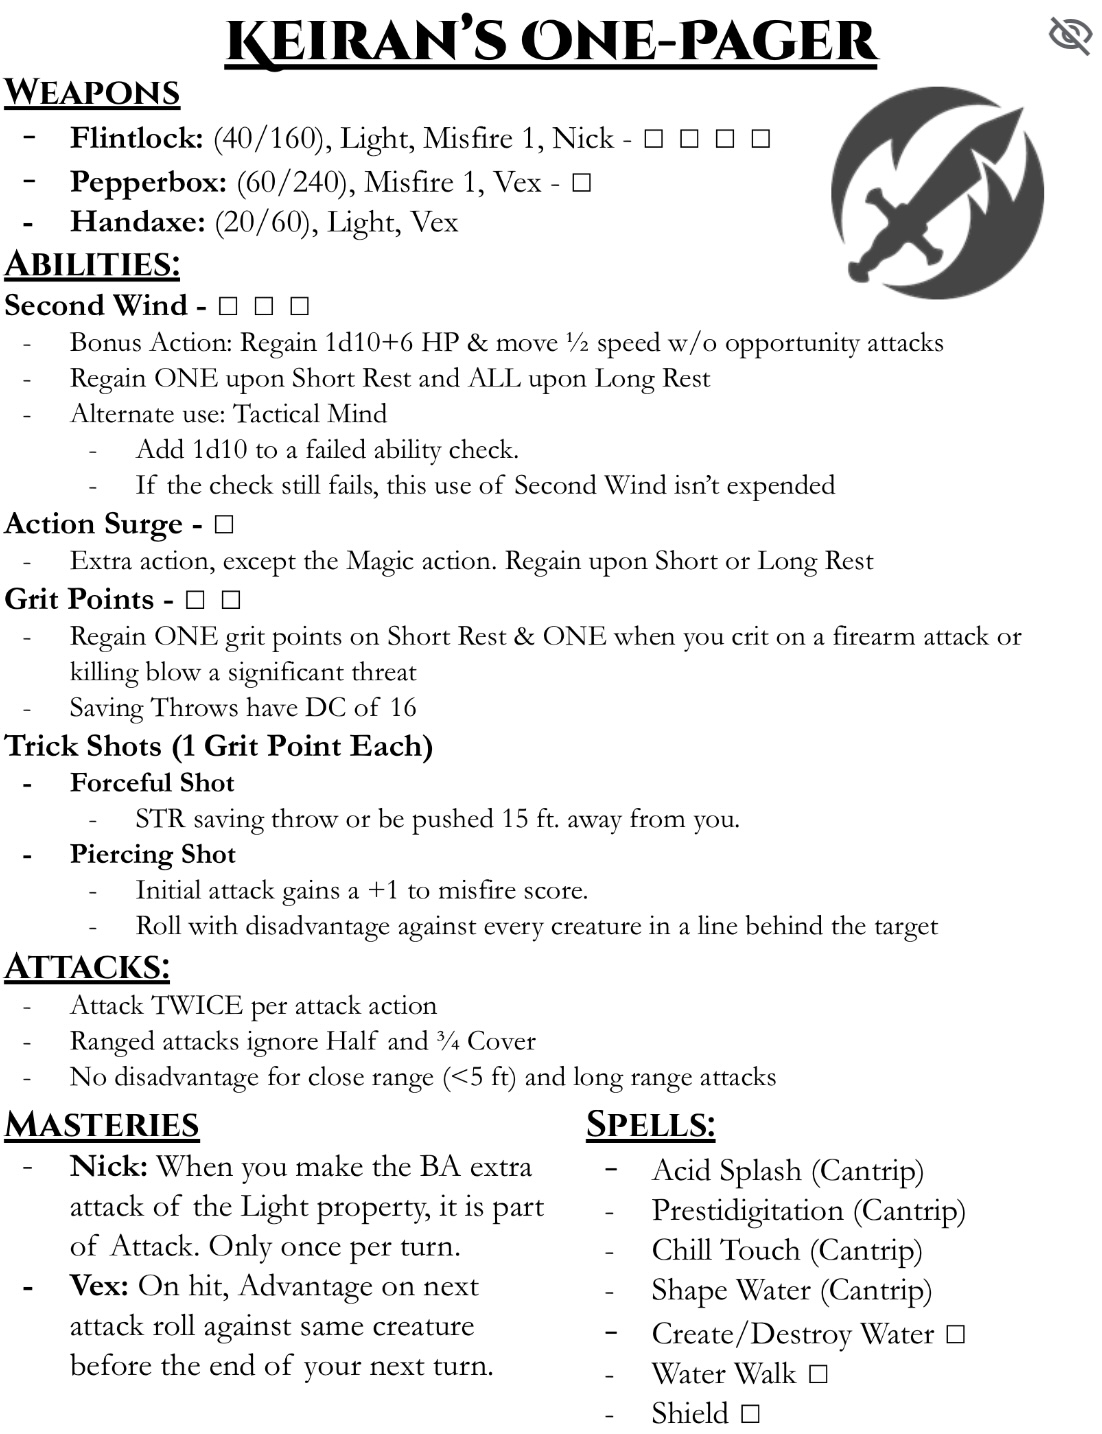 KEIRAN'S ONE-PAGER
WEAPONS
- Flintlock: (40/160), Light, Misfire 1, Nick - □ □ □ □
- Pepperbox: (60/240), Misfire 1, Vex - □
- Handaxe: (20/60), Light, Vex
ABILITIES:
Second Wind - □ □ □
- Bonus Action: Regain 1d10+6 HP & move ½ speed w/o opportunity attacks
- Regain ONE upon Short Rest and ALL upon Long Rest
- Alternate use: Tactical Mind
- Add 1d10 to a failed ability check.
- If the check still fails, this use of Second Wind isn't expended
Action Surge - □
- Extra action, except the Magic action. Regain upon Short or Long Rest
Grit Points - □ □
- Regain ONE grit points on Short Rest & ONE when you crit on a firearm attack or
killing blow a significant threat
- Saving Throws have DC of 16
Trick Shots (1 Grit Point Each)
- Forceful Shot
- STR saving throw or be pushed 15 ft. away from you.
- Piercing Shot
- Initial attack gains a +1 to misfire score.
- Roll with disadvantage against every creature in a line behind the target
ATTACKS:
- Attack TWICE per attack action
- Ranged attacks ignore Half and ¾ Cover
- No disadvantage for close range (<5 ft) and long range attacks
MASTERIES
- Nick: When you make the BA extra
attack of the Light property, it is part
of Attack. Only once per turn.
- Vex: On hit, Advantage on next
attack roll against same creature
before the end of your next turn.
SPELLS:
- Acid Splash (Cantrip)
- Prestidigitation (Cantrip)
- Chill Touch (Cantrip)
- Shape Water (Cantrip)
- Create/Destroy Water □
- Water Walk □
- Shield □